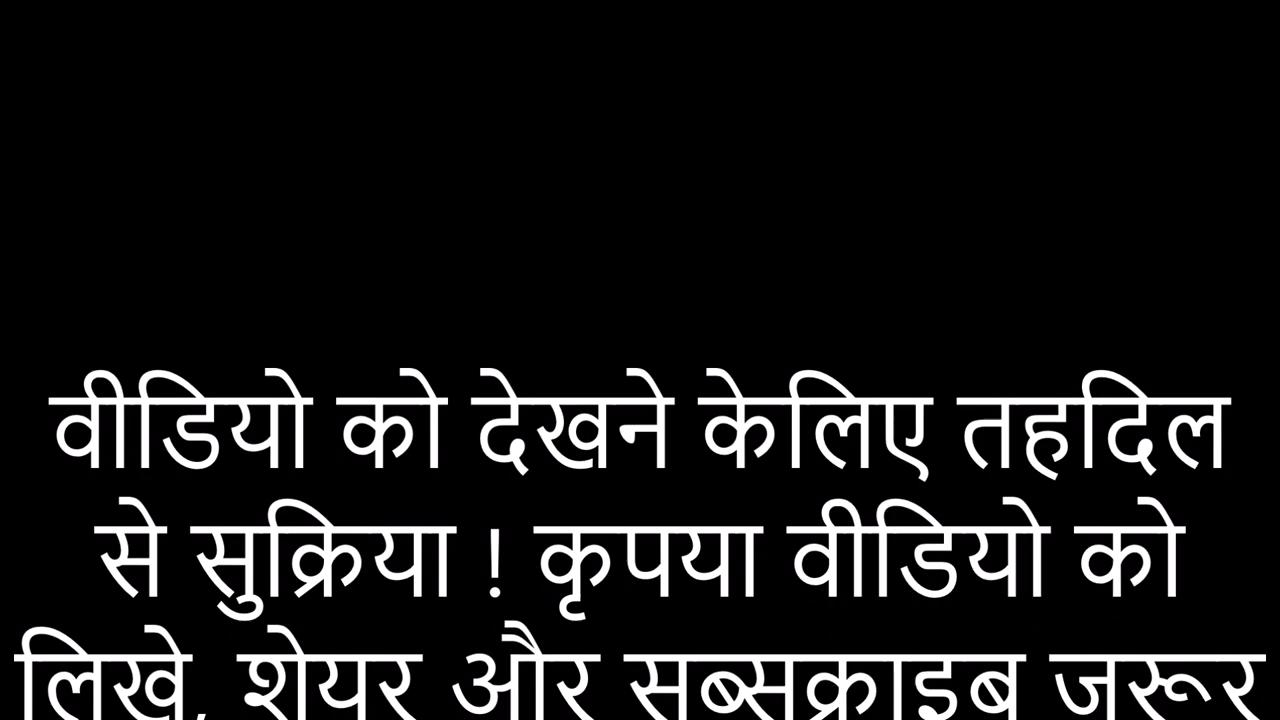 वीडियो को देखने केलिए तहदिल
से सुक्रिया ! कृपया वीडियो को
लिखे, शेयर और सब्सक्राइब जरूर